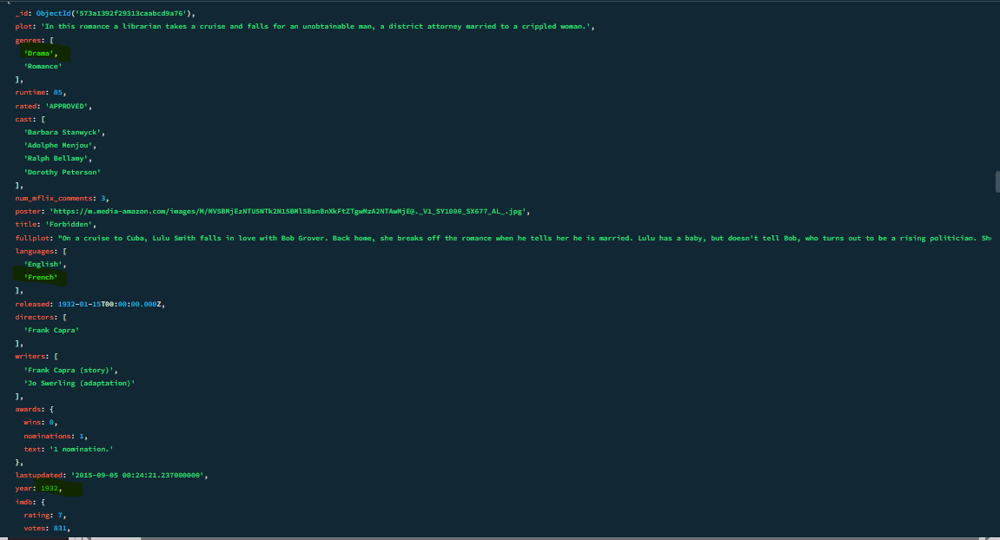 _id: ObjectId('573a1392f29313caabcd9a76'),
plot: 'In this romance a librarian takes a cruise and falls for an unobtainable man, a district attorney married to a crippled woman.',
genres: [
'Drama',
'Romance'
],
runtime: 85,
rated: 'APPROVED',
cast: [
'Barbara Stanwyck',
'Adolphe Menjou',
'Ralph Bellamy',
'Dorothy Peterson'
],
num_mflix_comments: 3,
poster: 'https://m.media-amazon.com/images/M/MV5BMjEzNTU5NTk2N15BMl5BanBnXkFtZTgwMzA2NTAwMjE@._V1_SY1000_SX677_AL_.jpg',
title: 'Forbidden',
fullplot: "On a cruise to Cuba, Lulu Smith falls in love with Bob Grover. Back home, she breaks off the romance when he tells her he is married. Lulu has a baby, but doesn't tell Bob, who turns out to be a rising politician. She
languages: [
'English',
'French'
],
released: 1932-01-15T00:00:00.000Z,
directors: [
'Frank Capra'
],
writers: [
'Frank Capra (story)',
'Jo Swerling (adaptation)'
],
awards: {
wins: 0,
nominations: 1,
text: '1 nomination.'
},
lastupdated: '2015-09-05 00:24:21.237000000',
year: 1932,
imdb: {
rating: 7,
votes: 831,